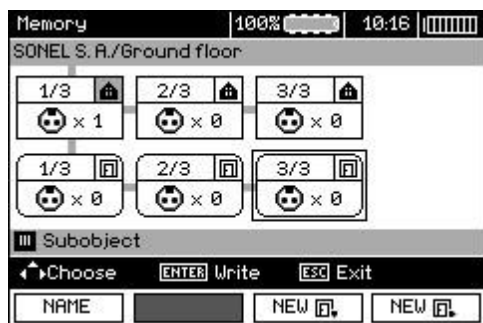 Memory 100% 10:16
SONEL S.A./Ground floor
1/3 2/3 3/3
× 1 × 0 × 0
1/3 2/3 3/3
× 0 × 0 × 0
Subobject
Choose ENTER Write ESC Exit
NAME NEW NEW